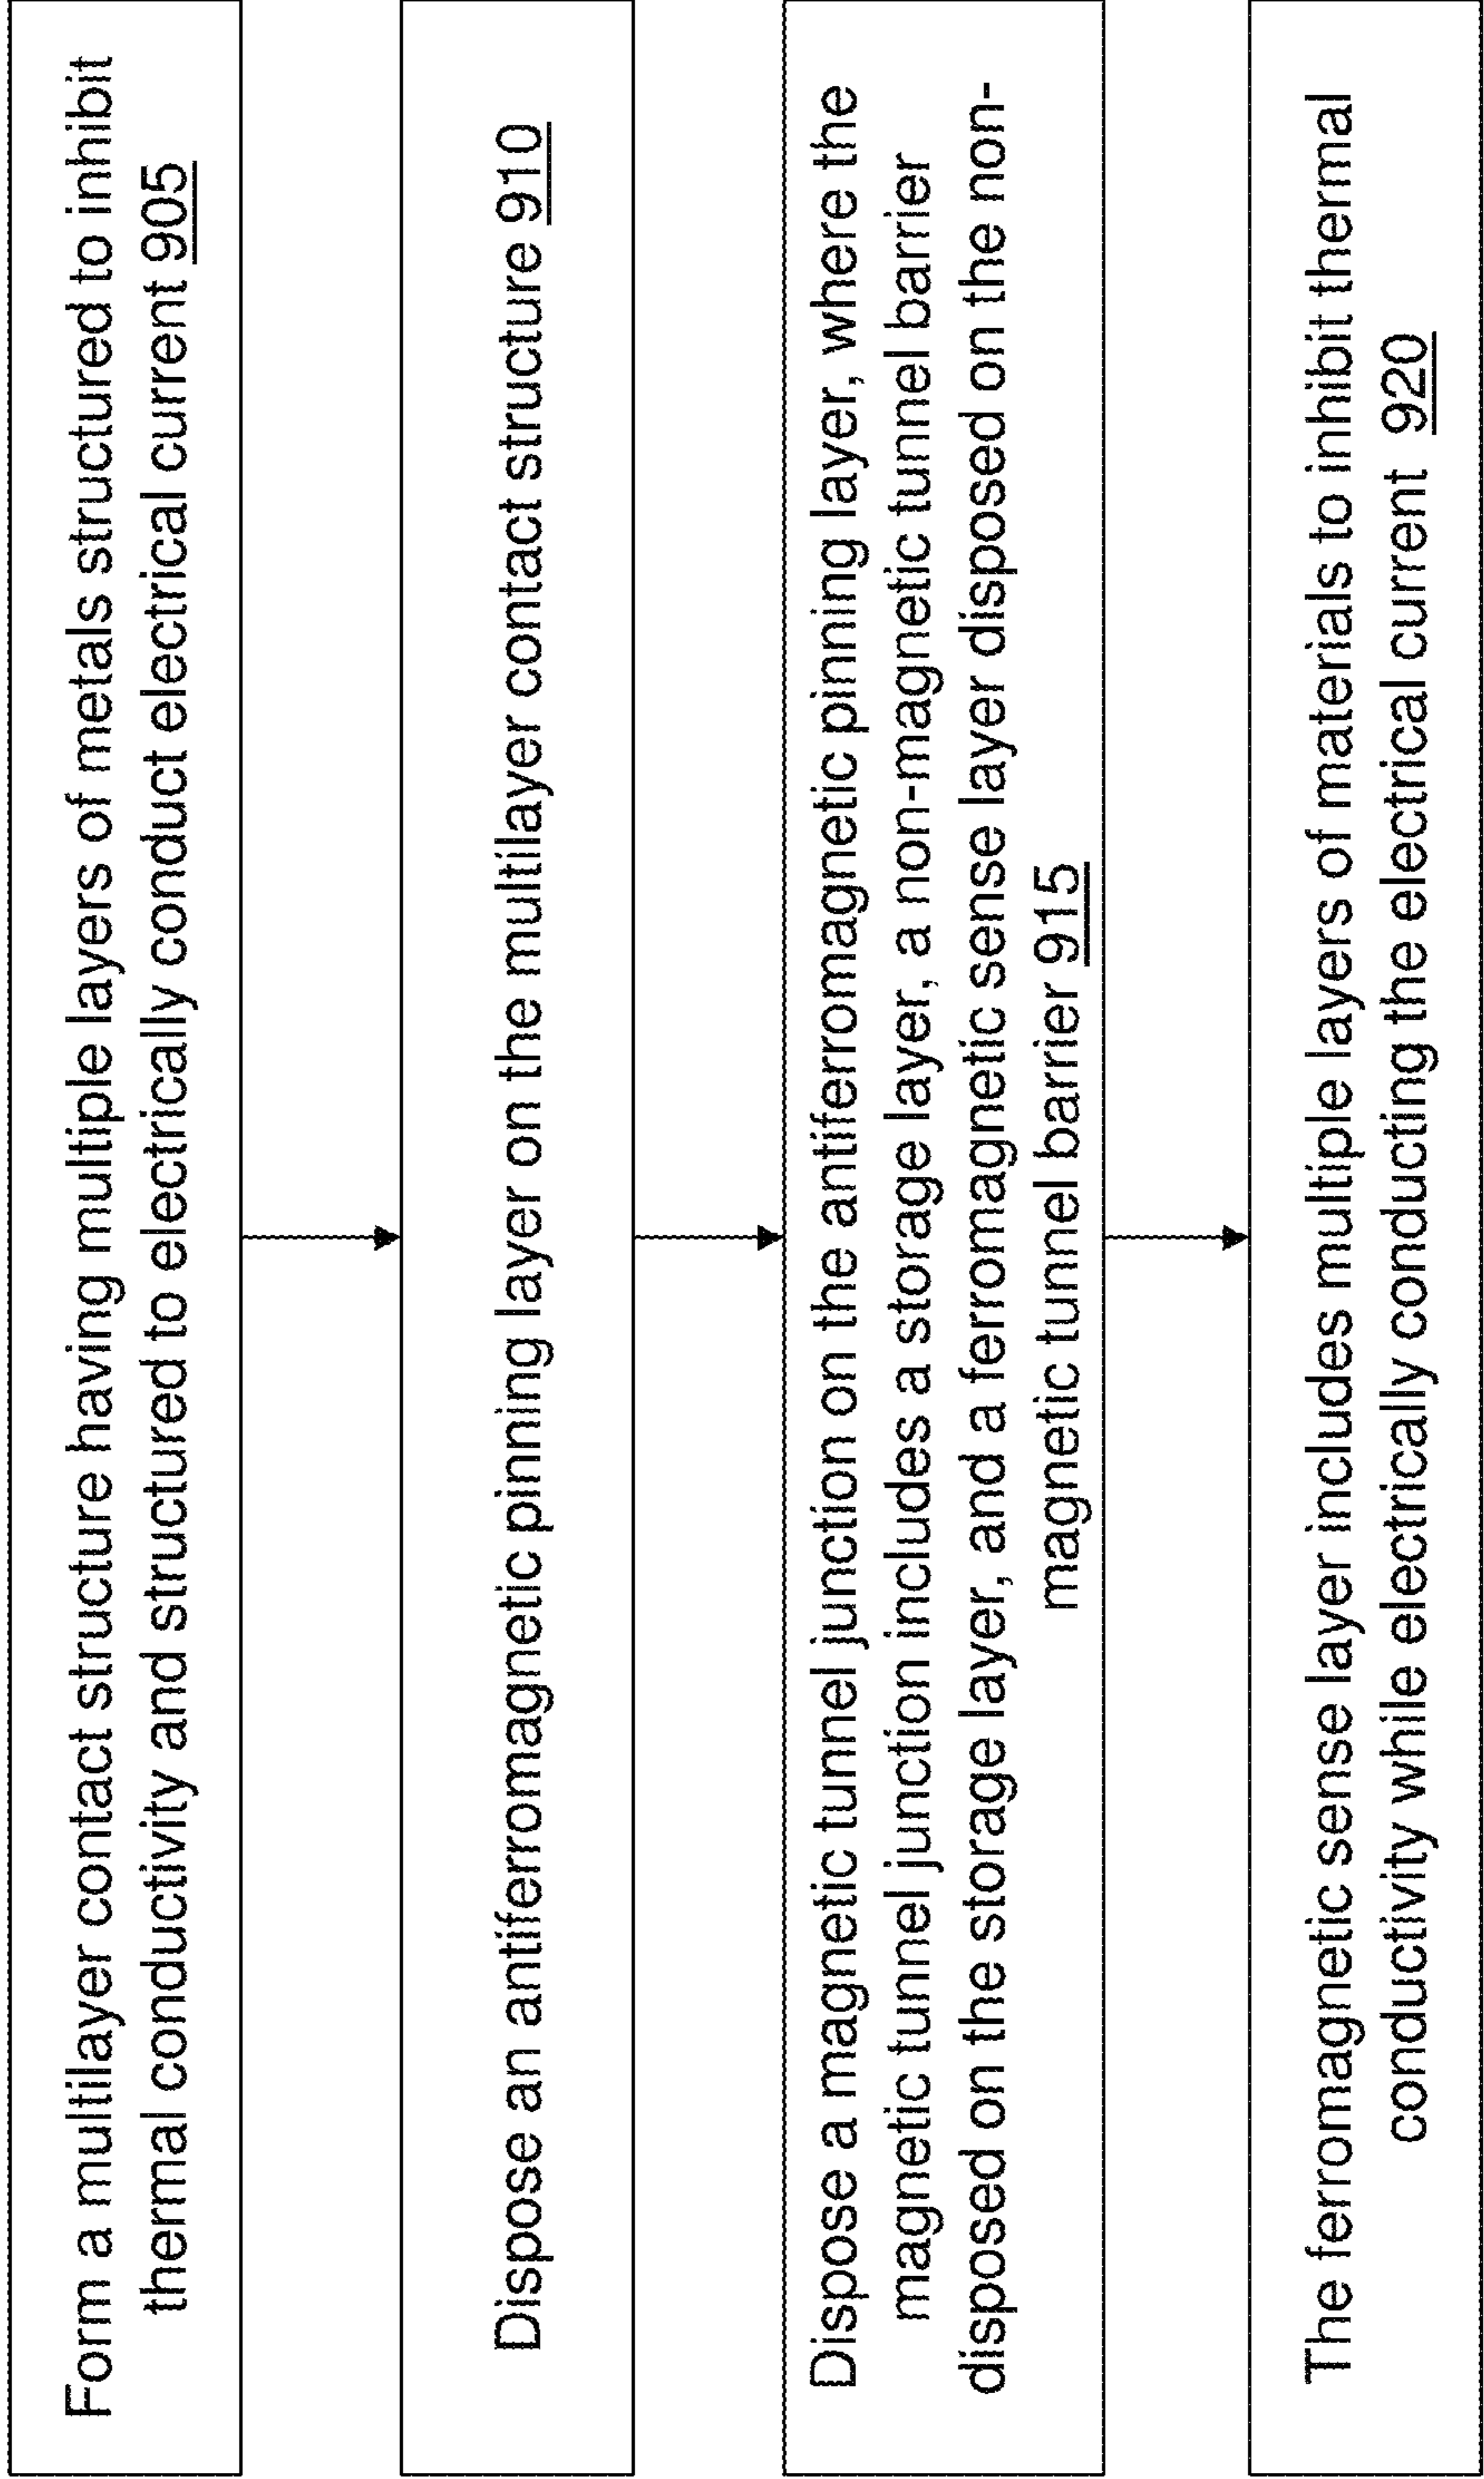 Form a multilayer contact structure having multiple layers of metals structured to inhibit
thermal conductivity and structured to electrically conduct electrical current 905
Dispose an antiferromagnetic pinning layer on the multilayer contact structure 910
Dispose a magnetic tunnel junction on the antiferromagnetic pinning layer, where the
magnetic tunnel junction includes a storage layer, a non-magnetic tunnel barrier
disposed on the storage layer, and a ferromagnetic sense layer disposed on the non-
magnetic tunnel barrier 915
The ferromagnetic sense layer includes multiple layers of materials to inhibit thermal
conductivity while electrically conducting the electrical current 920